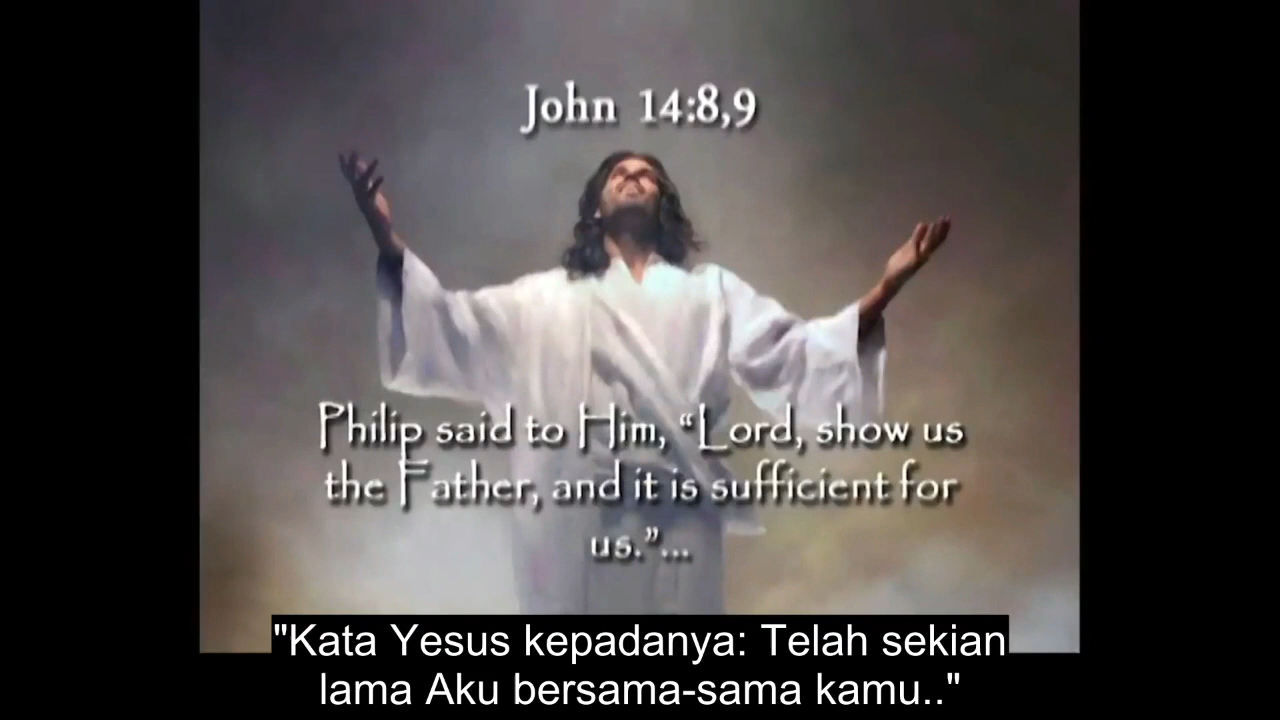 John 14:8,9
Philip said to Him, “Lord, show us
the Father, and it is sufficient for
us.”...
"Kata Yesus kepadanya: Telah sekian
lama Aku bersama-sama kamu.."